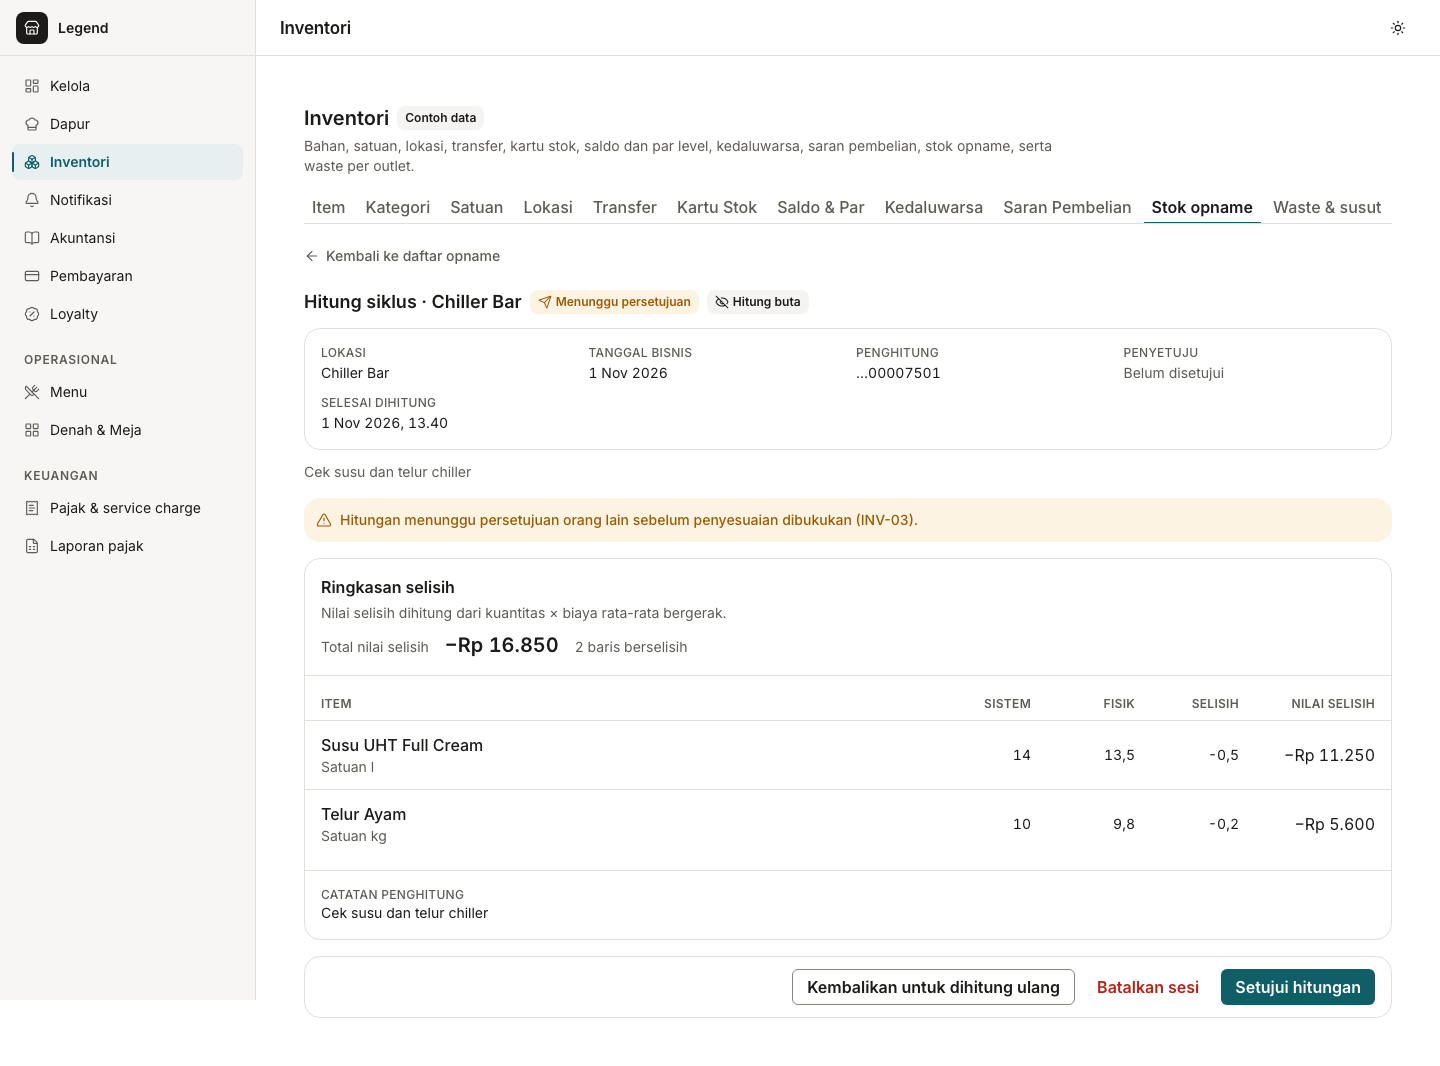 Legend
Inventori
Kelola
Dapur
Inventori
Notifikasi
Akuntansi
Pembayaran
Loyalty
OPERASIONAL
Menu
Denah & Meja
KEUANGAN
Pajak & service charge
Laporan pajak
Inventori Contoh data
Bahan, satuan, lokasi, transfer, kartu stok, saldo dan par level, kedaluwarsa, saran pembelian, stok opname, serta
waste per outlet.
Item Kategori Satuan Lokasi Transfer Kartu Stok Saldo & Par Kedaluwarsa Saran Pembelian Stok opname Waste & susut
Kembali ke daftar opname
Hitung siklus · Chiller Bar Menunggu persetujuan Hitung buta
LOKASI TANGGAL BISNIS PENGHITUNG PENYETUJU
Chiller Bar 1 Nov 2026 …00007501 Belum disetujui
SELESAI DIHITUNG
1 Nov 2026, 13.40
Cek susu dan telur chiller
Hitungan menunggu persetujuan orang lain sebelum penyesuaian dibukukan (INV-03).
Ringkasan selisih
Nilai selisih dihitung dari kuantitas × biaya rata-rata bergerak.
Total nilai selisih −Rp 16.850 2 baris berselisih
ITEM SISTEM FISIK SELISIH NILAI SELISIH
Susu UHT Full Cream
Satuan l
14 13,5 -0,5 −Rp 11.250
Telur Ayam
Satuan kg
10 9,8 -0,2 −Rp 5.600
CATATAN PENGHITUNG
Cek susu dan telur chiller
Kembalikan untuk dihitung ulang Batalkan sesi Setujui hitungan